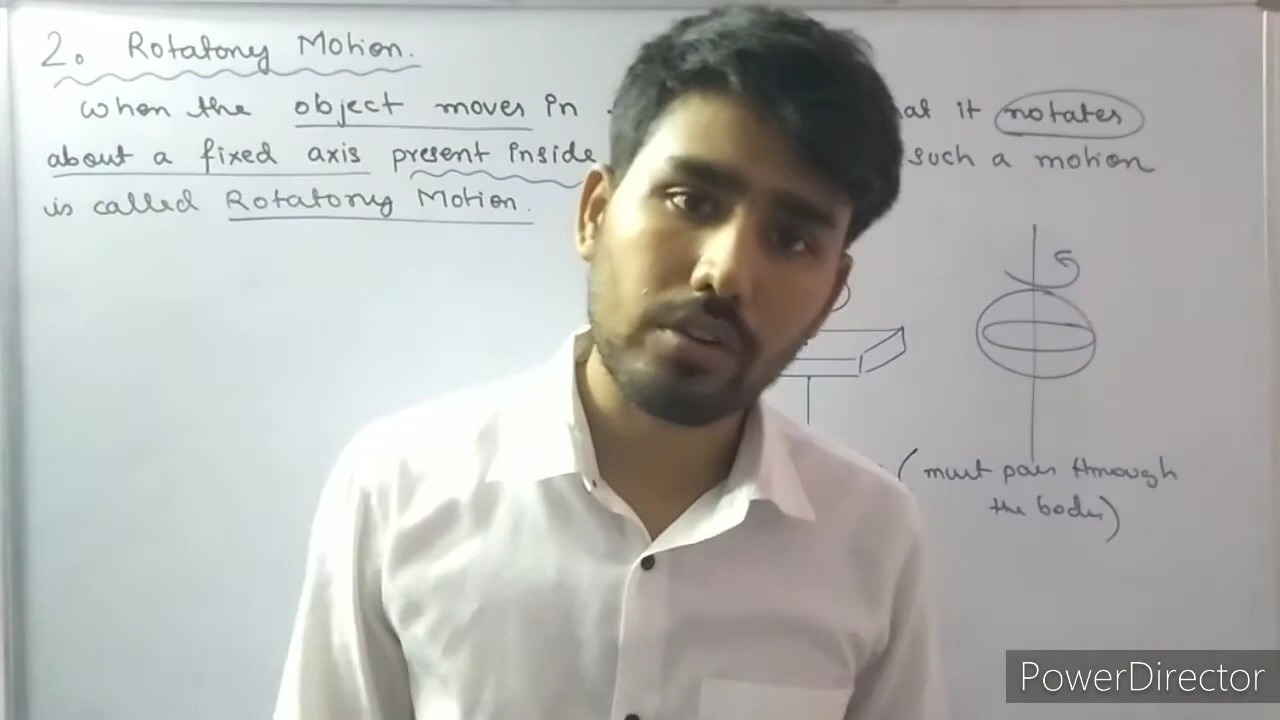 2. Rotatory Motion.
When the object moves in at it rotates
about a fixed axis present inside such a motion
is called Rotatory Motion.
(must pass through
the body)
PowerDirector